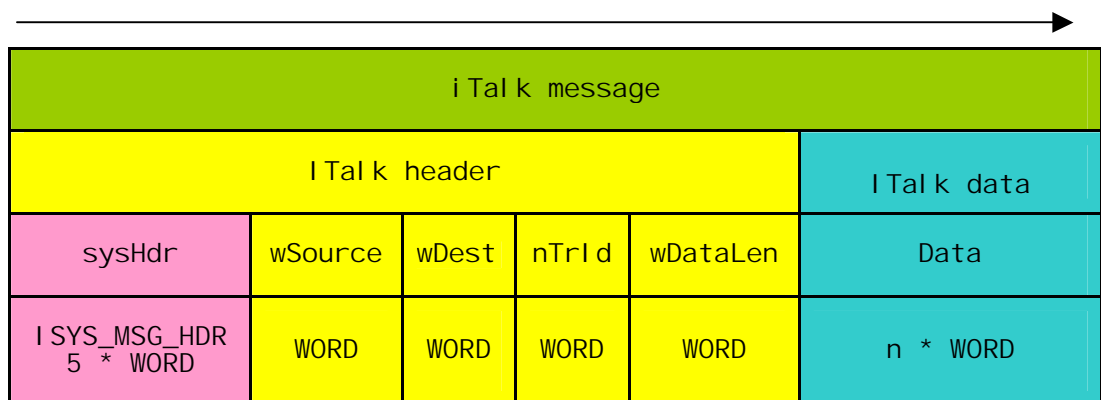 iTalk message
ITalk header
ITalk data
sysHdr wSource wDest nTrId wDataLen Data
ISYS_MSG_HDR
5 * WORD
WORD WORD WORD WORD n * WORD